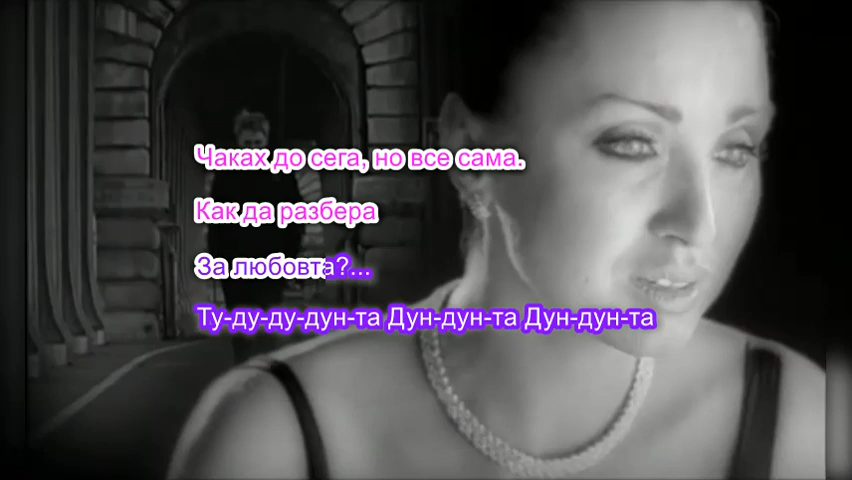 Чаках до сега, но все сама.
Как да разбера
За любовта?...
Ту-ду-ду-дун-та Дун-дун-та Дун-дун-та